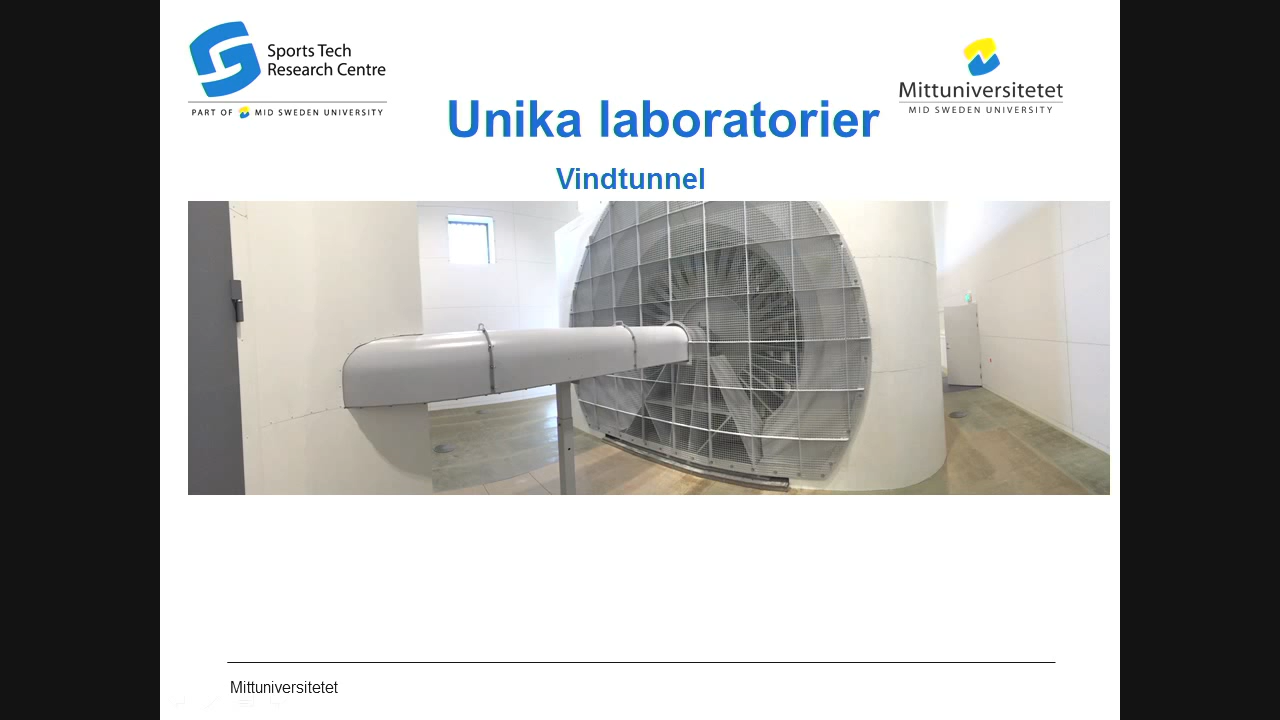 Sports Tech
Research Centre
PART OF MID SWEDEN UNIVERSITY
Mittuniversitetet
MID SWEDEN UNIVERSITY
Unika laboratorier
Vindtunnel
Mittuniversitetet